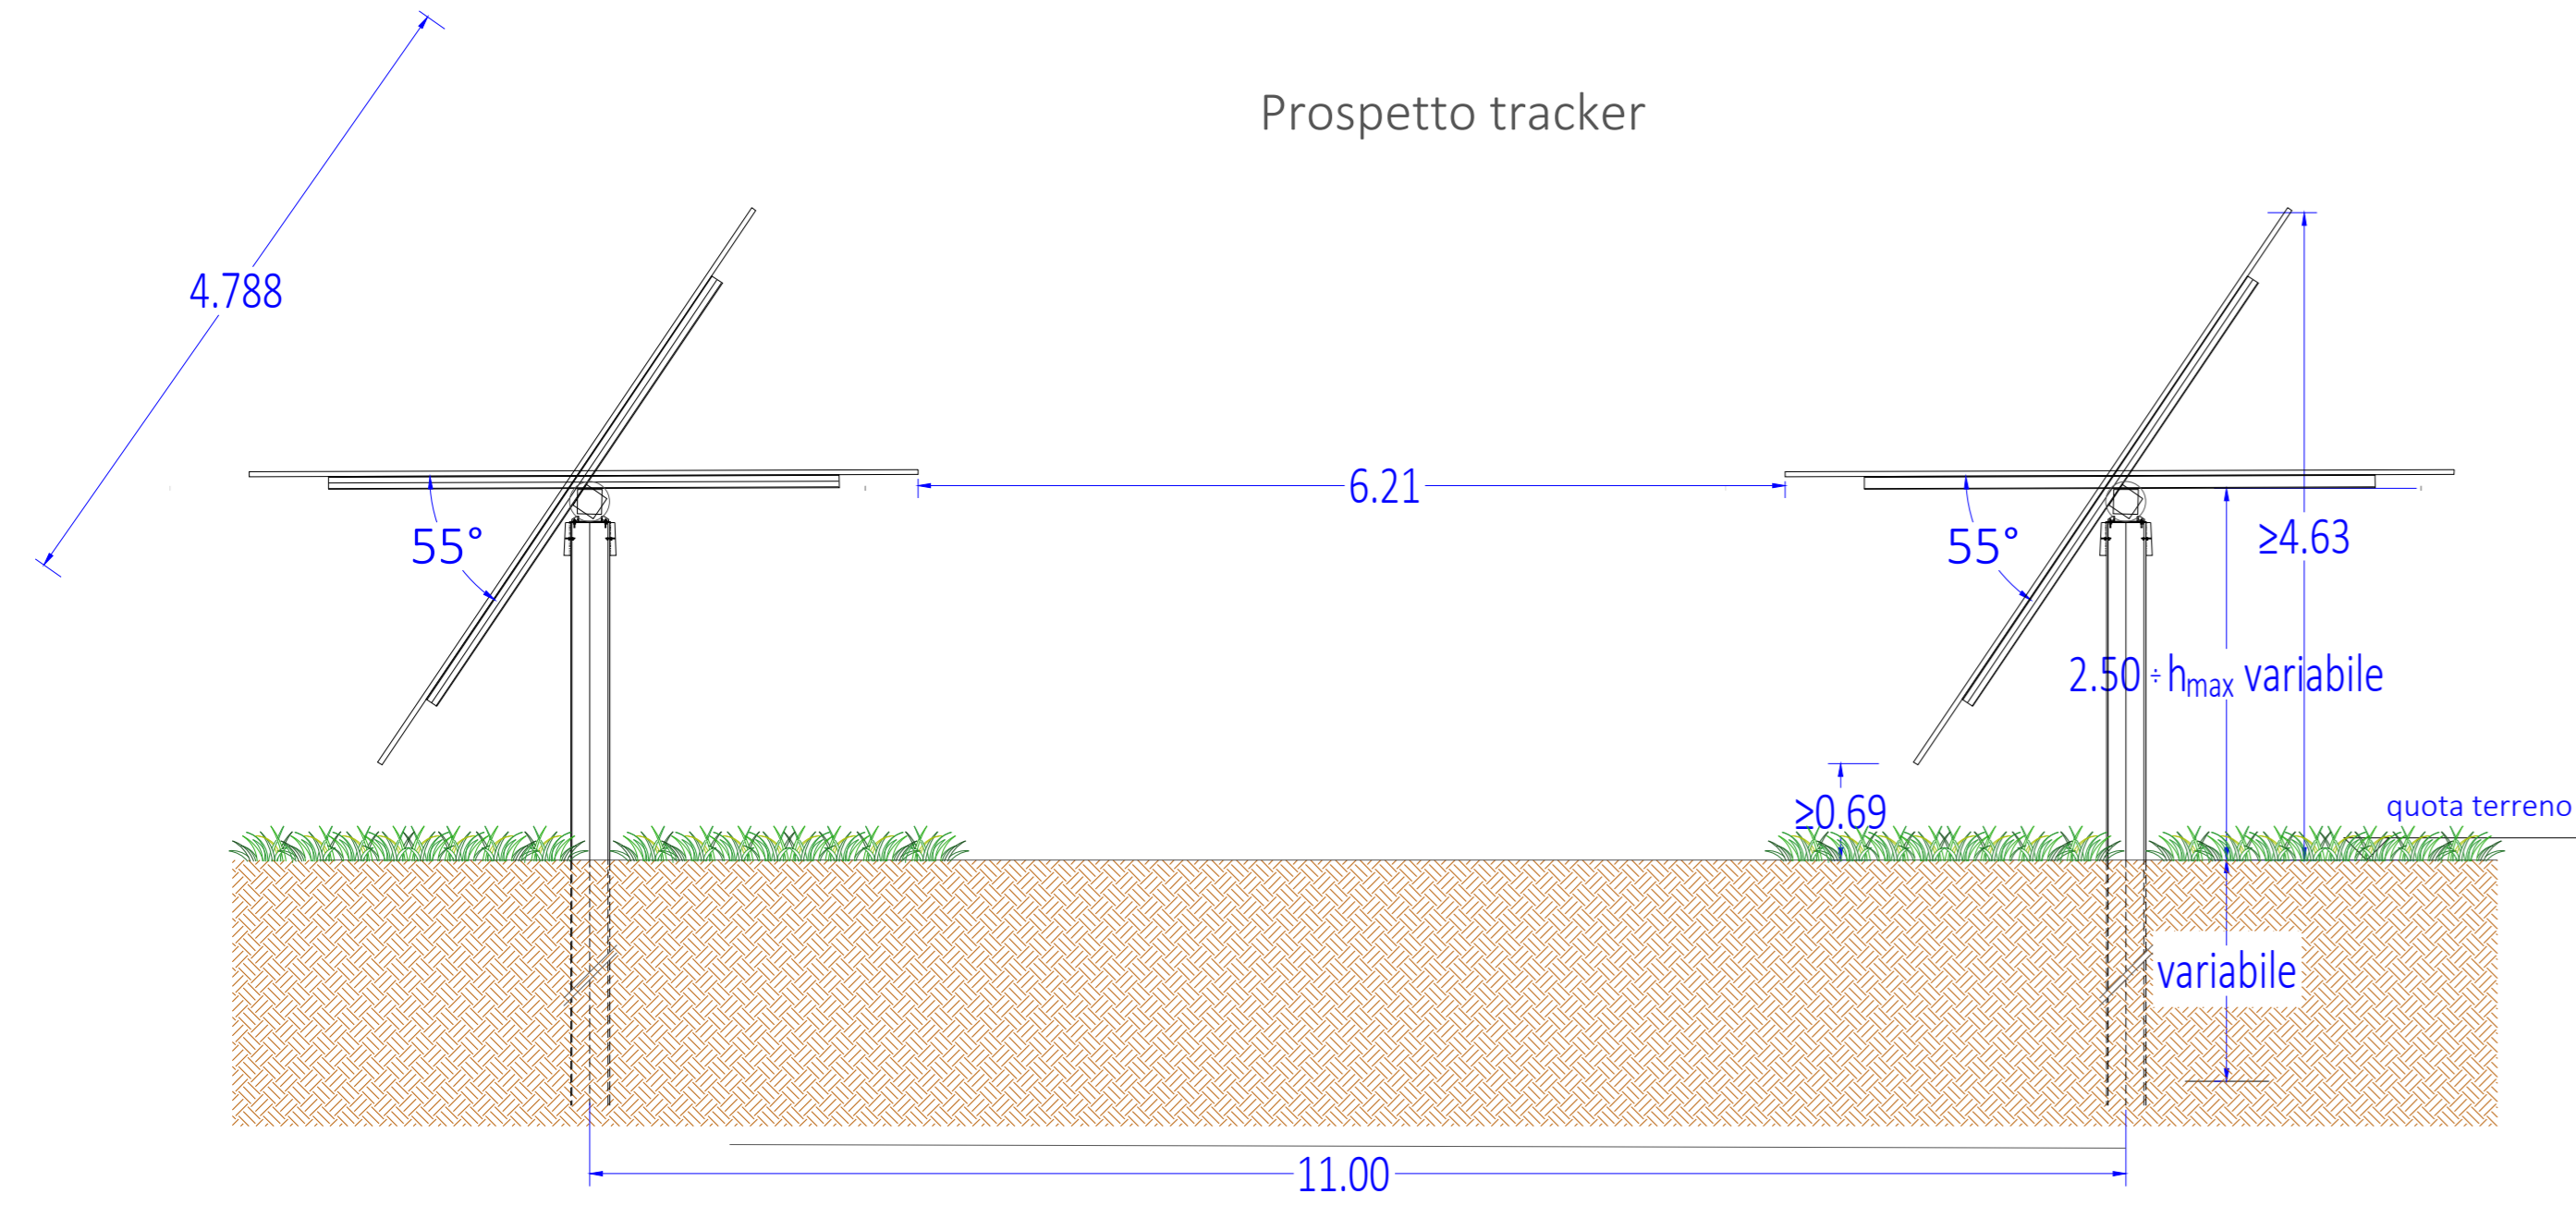 Prospetto tracker
4.788
6.21
55°
55°
≥4.63
2.50 ÷ hmax variabile
≥0.69
quota terreno
variabile
11.00